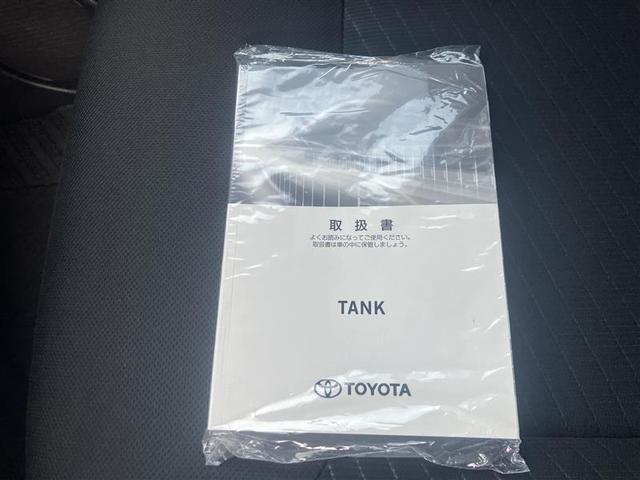 取扱書
よくお読みになってご使用ください。
取扱書は車の中に保管しましょう。
TANK
TOYOTA